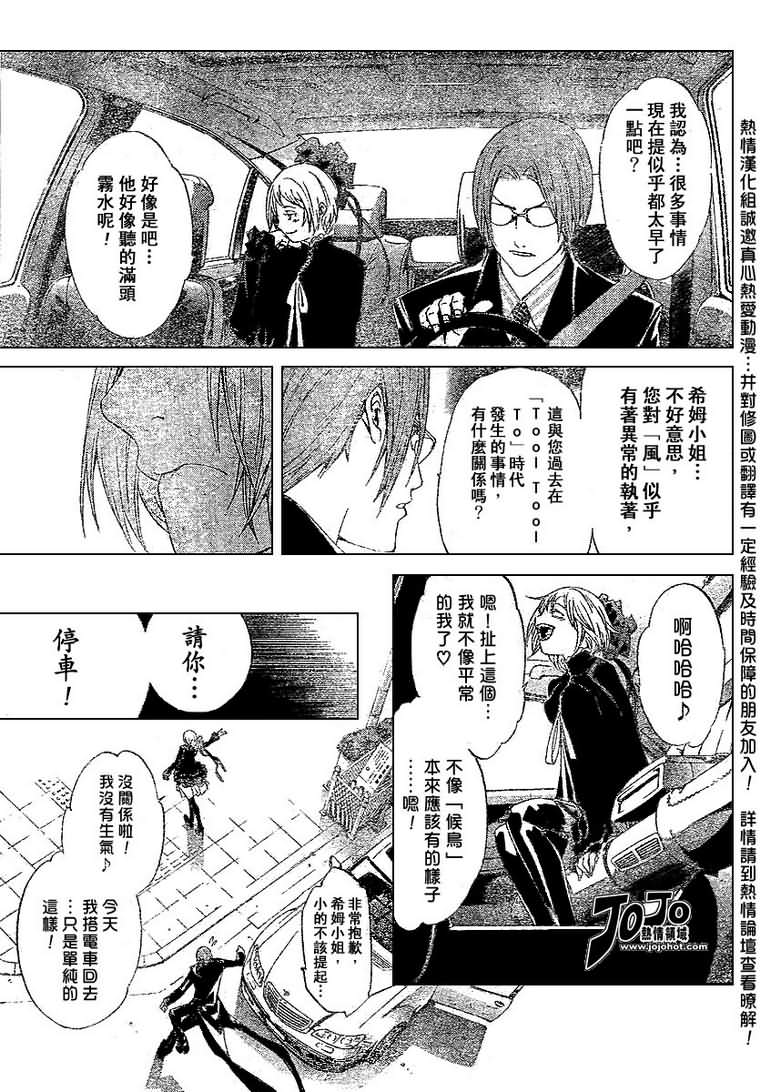 我認為…很多事情
現在提似乎都太早了
一點吧？
好像是吧…
他好像聽的滿頭
霧水呢！
希姆小姐…
不好意思，
您對「風」似乎
有著異常的執著，
這與您過去在
「Tool Tool
To」時代
發生的事情，
有什麼關係嗎？
啊哈哈哈♪
嗯！扯上這個…
我就不像平常
的我了♡
不像「候鳥」
本來應該有的樣子
……嗯！
請你…
停車！
沒關係啦！
我沒有生氣♪
今天
我搭電車回去
…只是單純的
這樣！
非常抱歉，
希姆小姐，
小的不該提起…
JOJO
熱情領域
www.jojohot.com
熱情漢化組誠邀真心熱愛動漫…并對修圖或翻譯有一定經驗及時間保障的朋友加入！ 詳情請到熱情論壇查看瞭解！